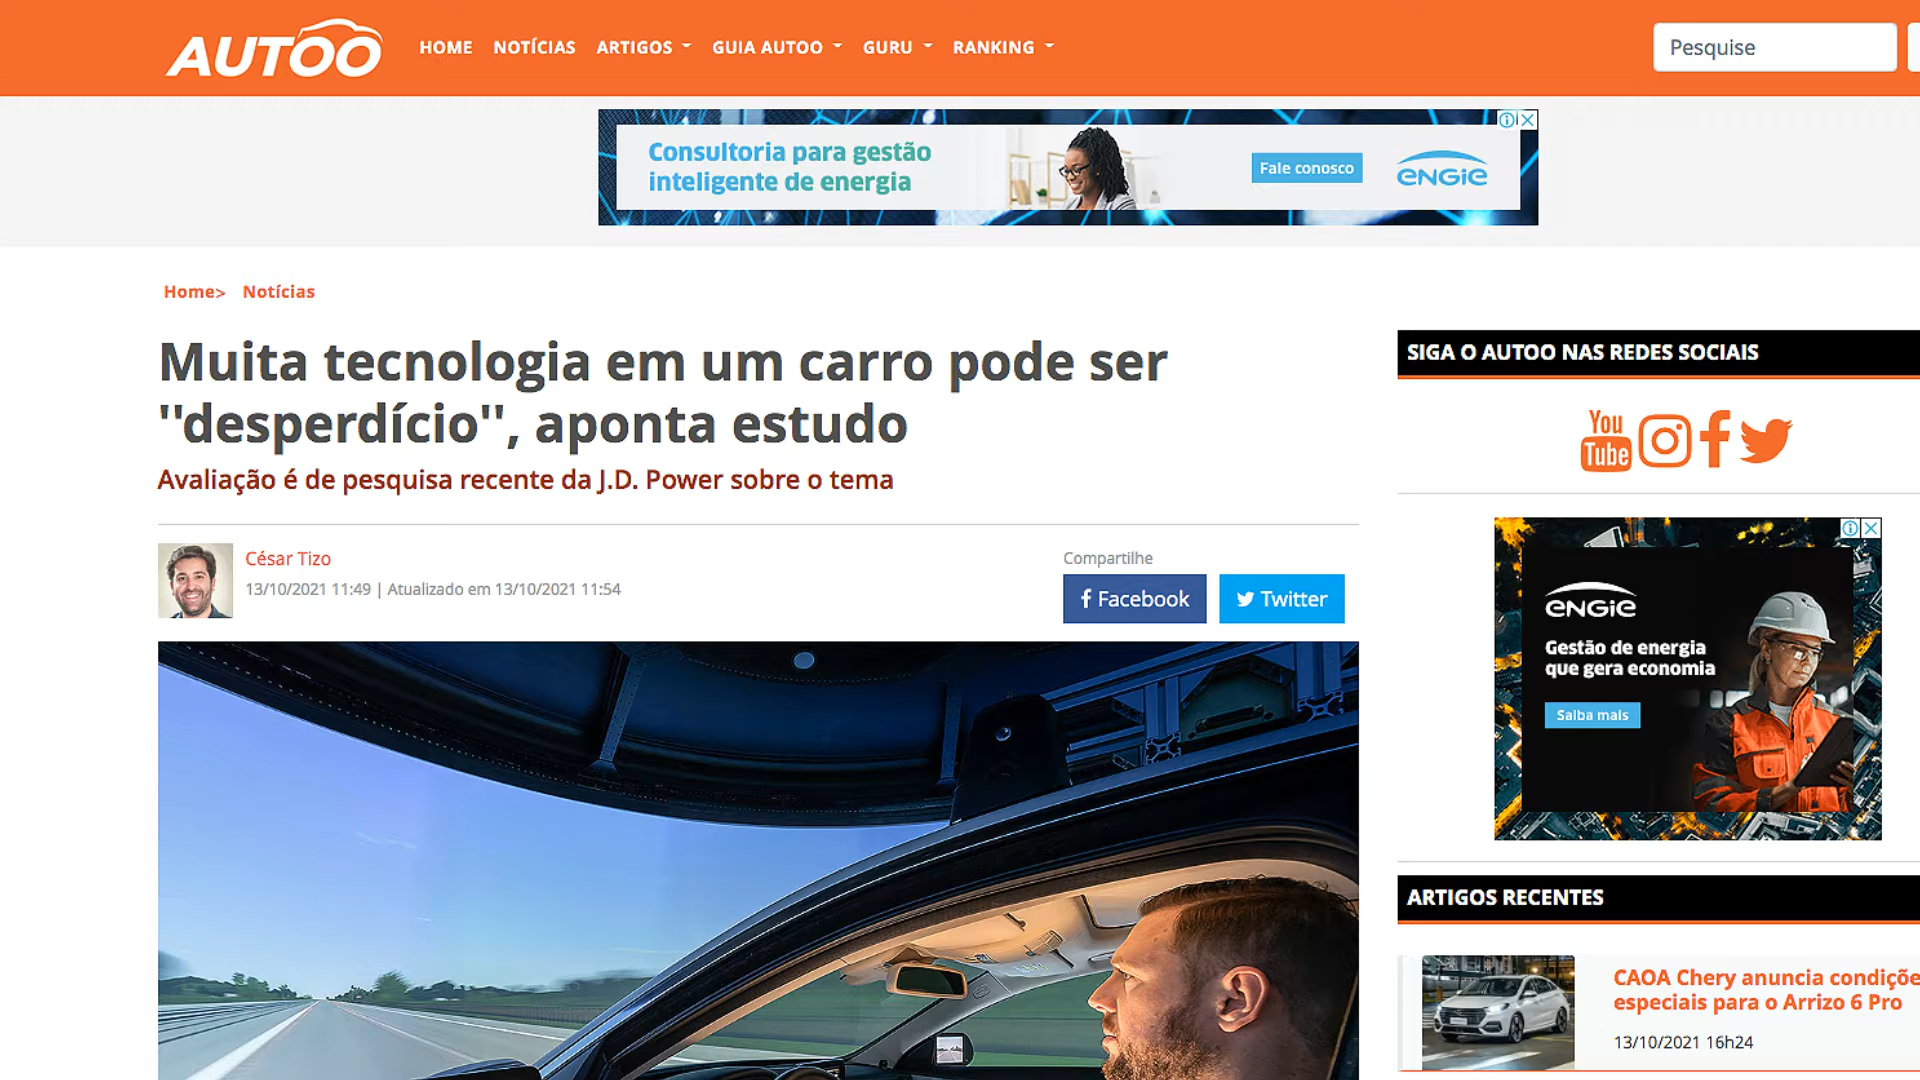 AUTOO
HOME NOTÍCIAS ARTIGOS GUIA AUTOO GURU RANKING
Pesquise
Consultoria para gestão
inteligente de energia
Fale conosco
ENGIE
Home> Notícias
Muita tecnologia em um carro pode ser
"desperdício", aponta estudo
Avaliação é de pesquisa recente da J.D. Power sobre o tema
César Tizo
13/10/2021 11:49 | Atualizado em 13/10/2021 11:54
Compartilhe
Facebook
Twitter
SIGA O AUTOO NAS REDES SOCIAIS
You
Tube
ENGIE
Gestão de energia
que gera economia
Saiba mais
ARTIGOS RECENTES
CAOA Chery anuncia condiçõe
especiais para o Arrizo 6 Pro
13/10/2021 16h24